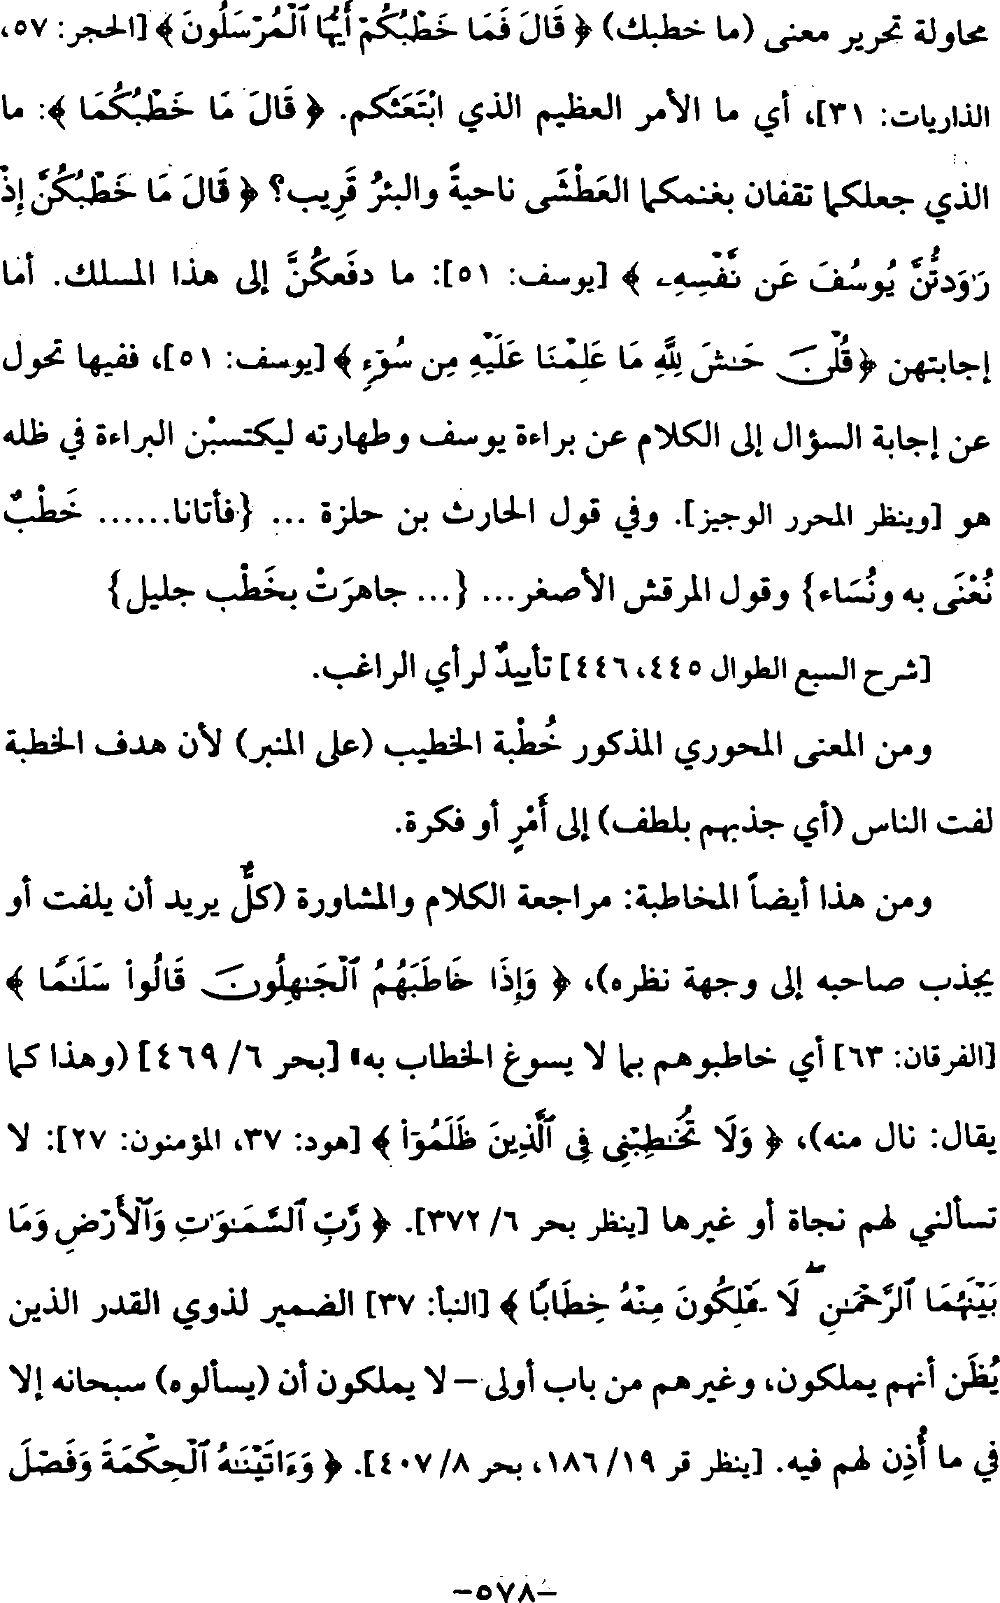 محاولة تحرير معنى (ما خطبك) ﴿ قَالَ فَمَا خَطْبُكُمْ أَيُّهَا ٱلْمُرْسَلُونَ ﴾ [الحجر: ٥٧،
الذاريات: ٣١]، أي ما الأمر العظيم الذي ابْتَعَثَكم. ﴿ قَالَ مَا خَطْبُكُمَا ﴾: ما
الذي جعلكما تقفان بغنمكما العَطْشَى ناحيةً والبئرُ قَرِيب؟ ﴿ قَالَ مَا خَطْبُكُنَّ إِذْ
رَٰوَدتُّنَّ يُوسُفَ عَن نَّفْسِهِۦ ﴾ [يوسف: ٥١]: ما دفَعكُنَّ إلى هذا المسلك. أما
إجابتهن ﴿ قُلْنَ حَـٰشَ لِلَّهِ مَا عَلِمْنَا عَلَيْهِ مِن سُوٓءٍ ﴾ [يوسف: ٥١]، ففيها تحول
عن إجابة السؤال إلى الكلام عن براءة يوسف وطهارته ليكتسبْن البراءة في ظله
هو [وينظر المحرر الوجيز]. وفي قول الحارث بن حلزة ... {فأتانا...... خَطْبٌ
نُعْنَى به ونُسَاء} وقول المرقش الأصغر... {... جاهرَتْ بخَطْب جليل}
[شرح السبع الطوال ٤٤٥، ٤٤٦] تأييدٌ لرأي الراغب.
ومن المعنى المحوري المذكور خُطْبة الخطيب (على المنبر) لأن هدف الخطبة
لفت الناس (أي جذبهم بلطف) إلى أَمْرٍ أو فكرة.
ومن هذا أيضاً المخاطبة: مراجعة الكلام والمشاورة (كلٌّ يريد أن يلفت أو
يجذب صاحبه إلى وجهة نظره)، ﴿ وَإِذَا خَاطَبَهُمُ ٱلْجَـٰهِلُونَ قَالُوا۟ سَلَـٰمًا ﴾
[الفرقان: ٦٣] أي خاطبوهم بما لا يسوغ الخطاب به» [بحر ٦/ ٤٦٩] (وهذا كما
يقال: نال منه)، ﴿ وَلَا تُخَـٰطِبْنِى فِى ٱلَّذِينَ ظَلَمُوٓا۟ ﴾ [هود: ٣٧، المؤمنون: ٢٧]: لا
تسألني لهم نجاة أو غيرها [ينظر بحر ٦/ ٣٧٢]. ﴿ رَّبِّ ٱلسَّمَـٰوَٰتِ وَٱلْأَرْضِ وَمَا
بَيْنَهُمَا ٱلرَّحْمَـٰنِ ۖ لَا يَمْلِكُونَ مِنْهُ خِطَابًا ﴾ [النبأ: ٣٧] الضمير لذوي القدر الذين
يُظَن أنهم يملكون، وغيرهم من باب أولى – لا يملكون أن (يسألوه) سبحانه إلا
في ما أُذِن لهم فيه. [ينظر قر ١٩/ ١٨٦، بحر ٨/ ٤٠٧]. ﴿ وَءَاتَيْنَـٰهُ ٱلْحِكْمَةَ وَفَصْلَ
–٥٧٨–